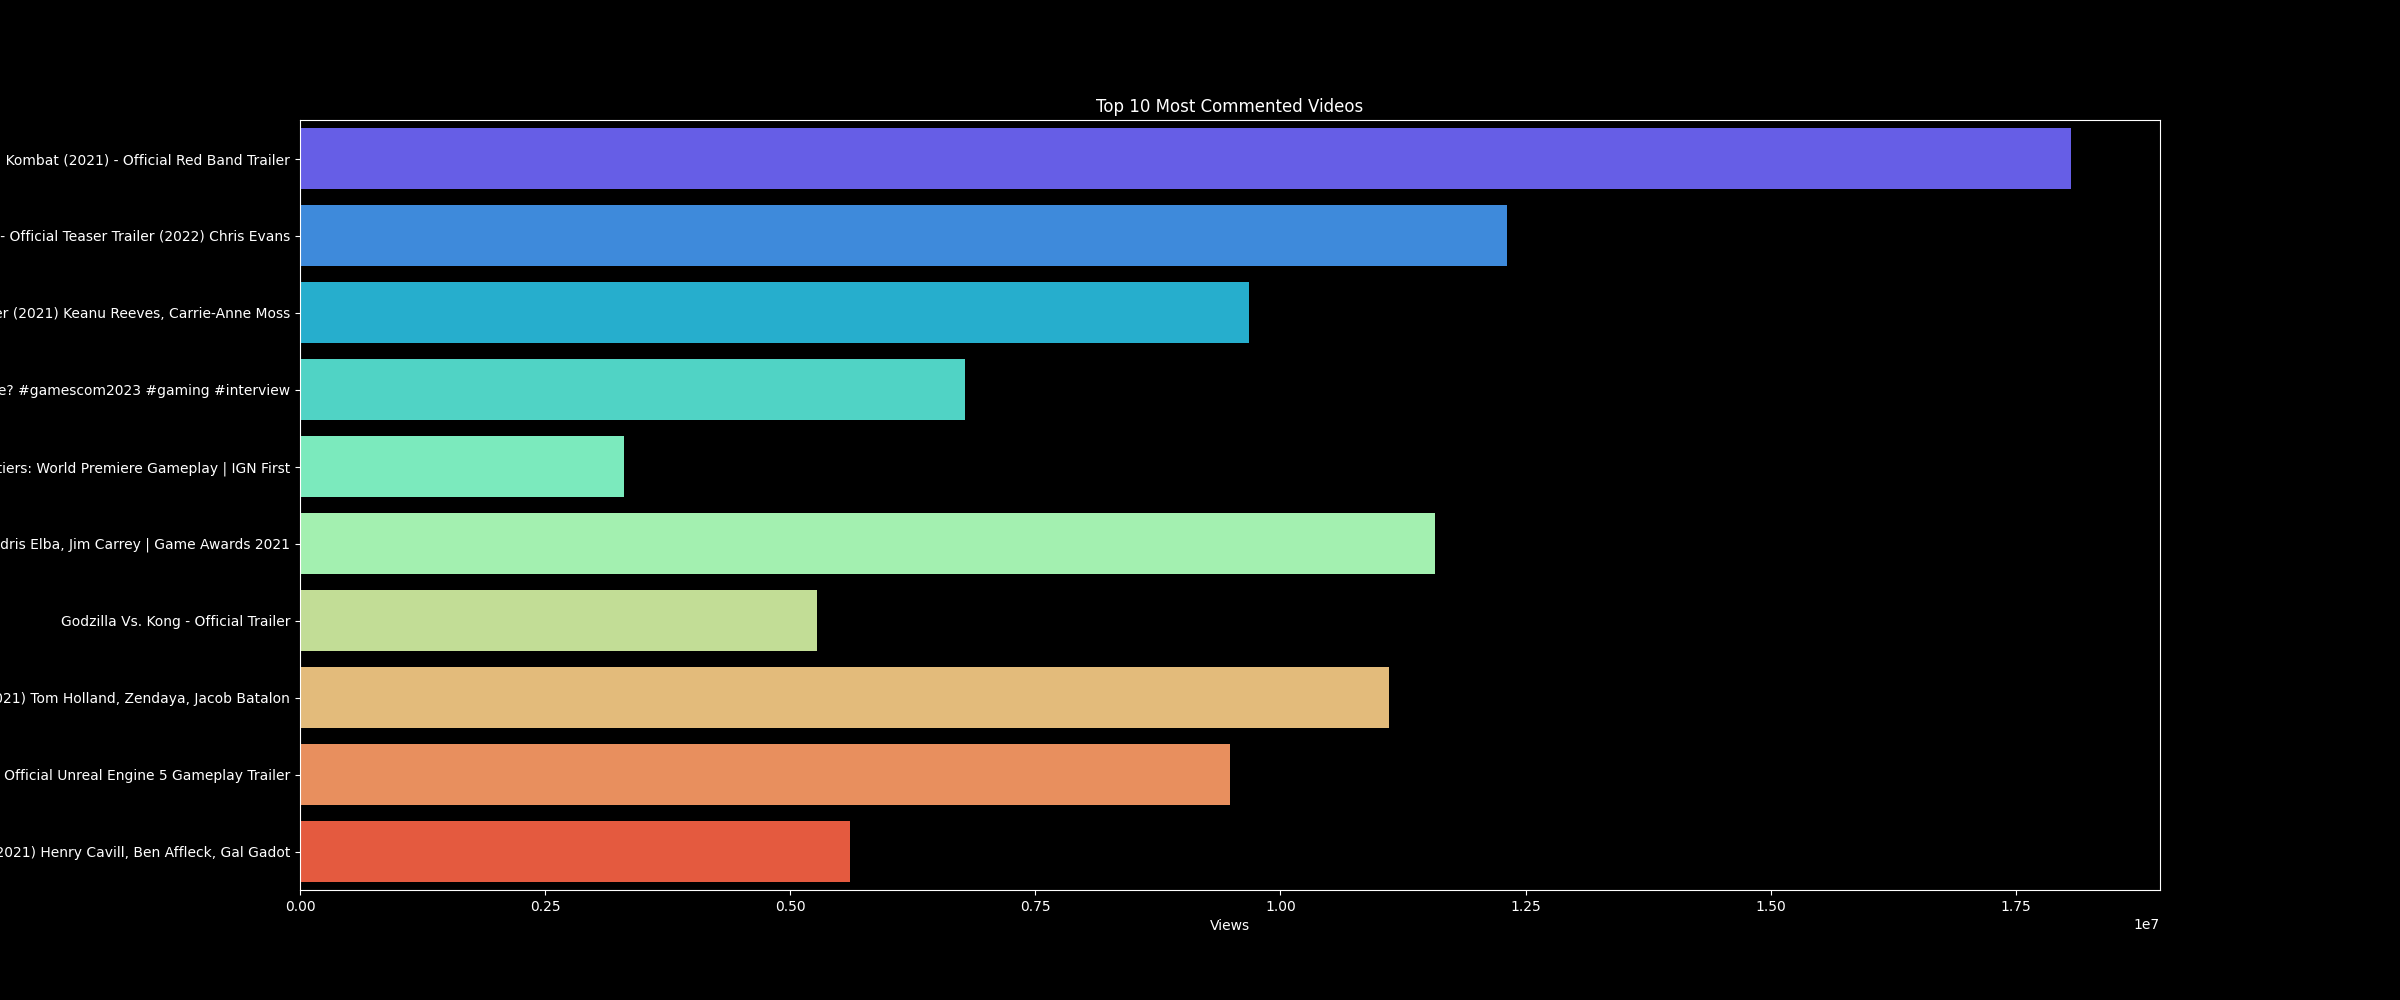 Top 10 Most Commented Videos
Kombat (2021) - Official Red Band Trailer
- Official Teaser Trailer (2022) Chris Evans
(2021) Keanu Reeves, Carrie-Anne Moss
#gamescom2023 #gaming #interview
World Premiere Gameplay | IGN First
Elba, Jim Carrey | Game Awards 2021
Godzilla Vs. Kong - Official Trailer
Tom Holland, Zendaya, Jacob Batalon
Official Unreal Engine 5 Gameplay Trailer
2021) Henry Cavill, Ben Affleck, Gal Gadot
0.00 0.25 0.50 0.75 1.00 1.25 1.50 1.75
Views
1e7